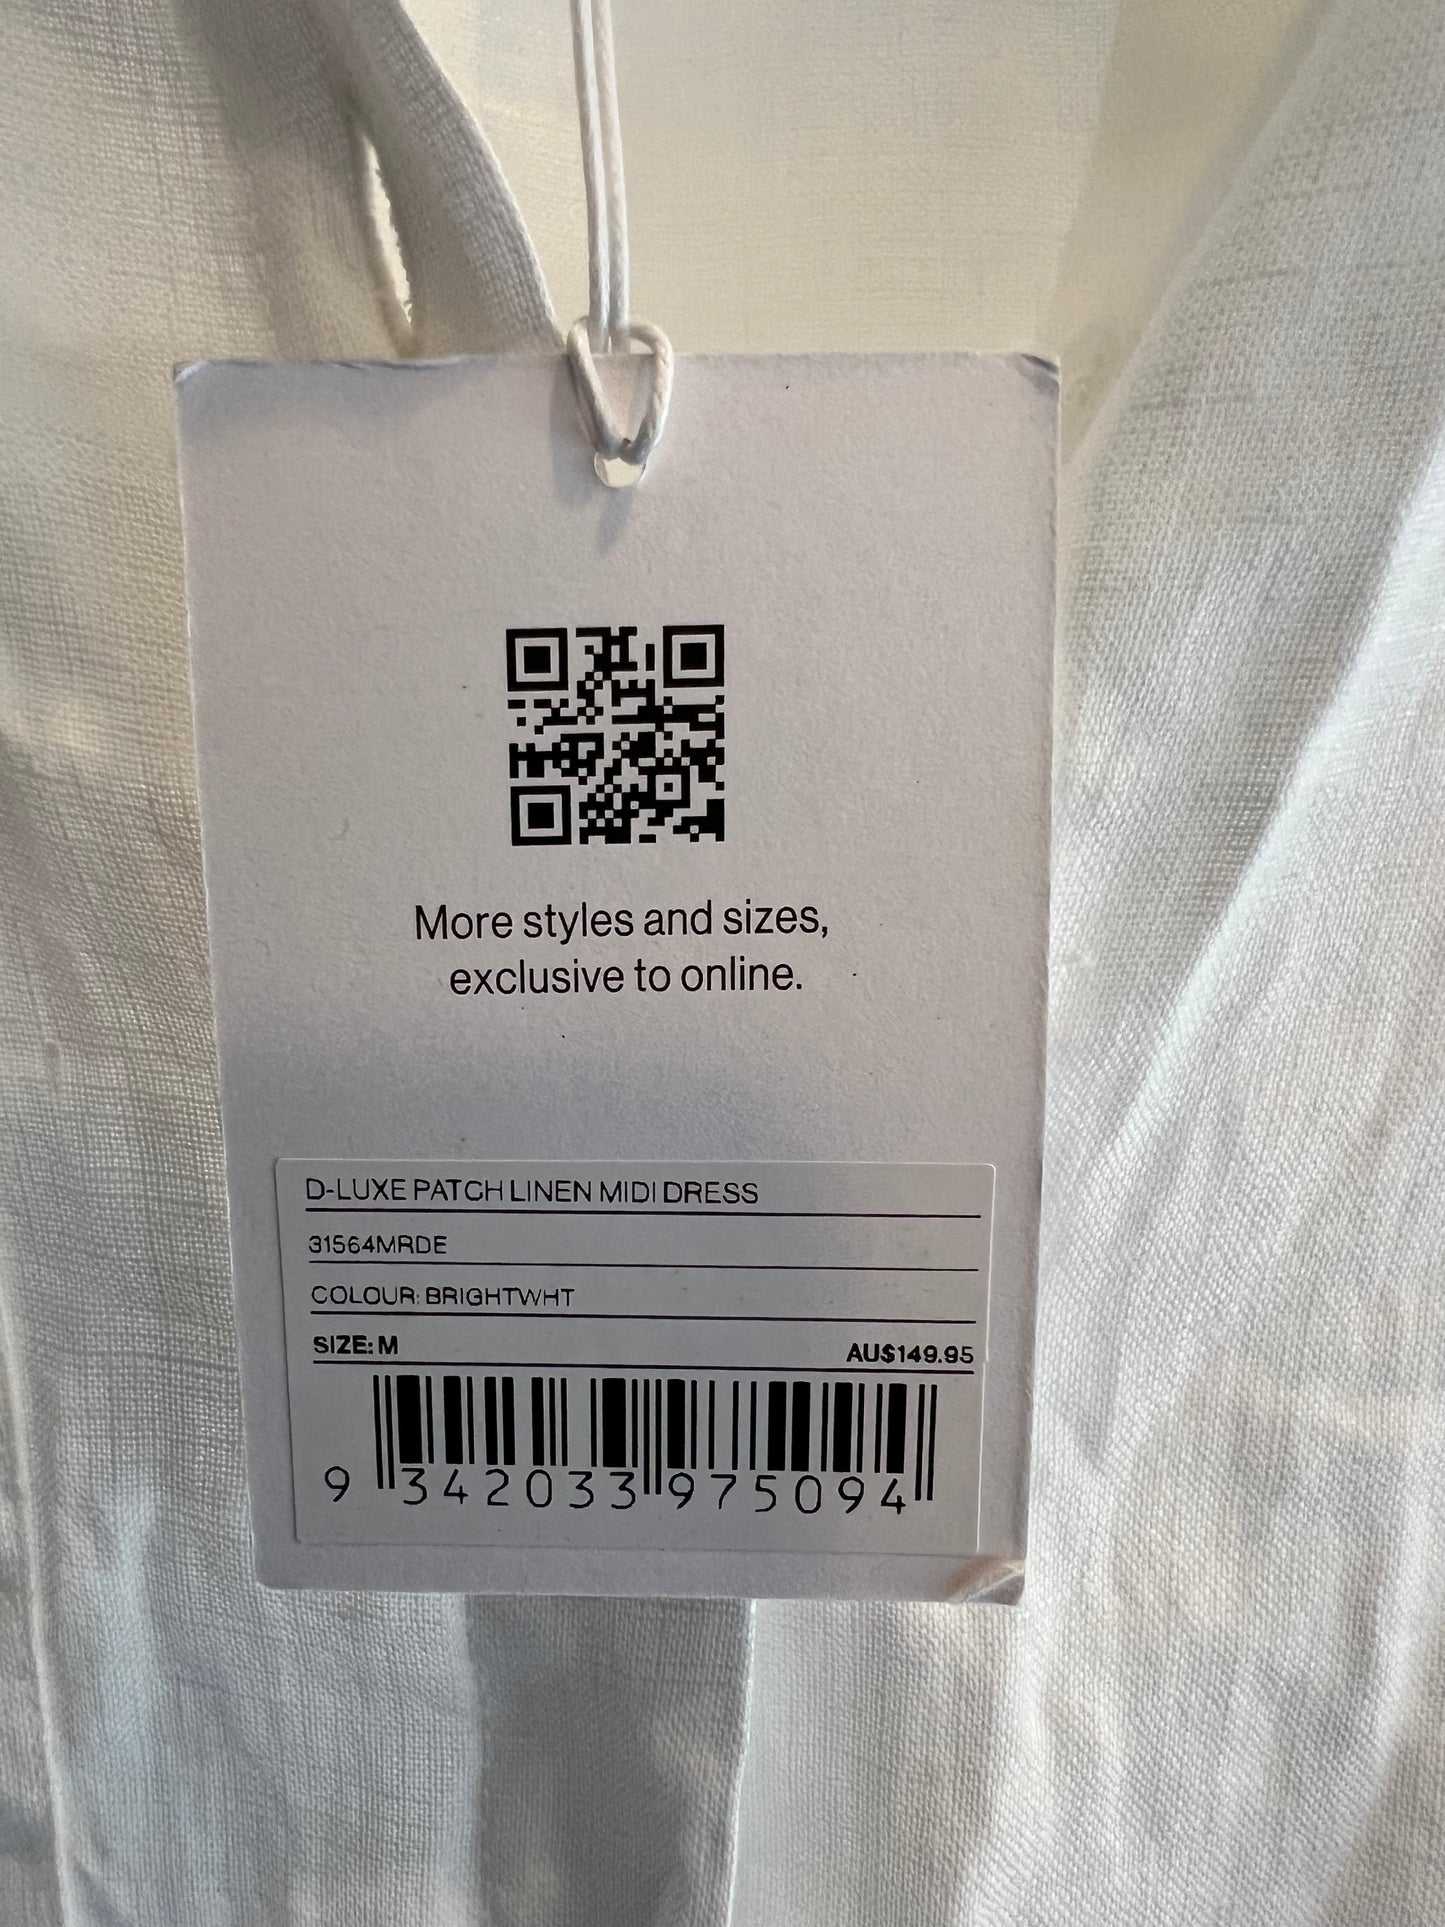 More styles and sizes,
exclusive to online.
D-LUXE PATCH LINEN MIDI DRESS
31564MRDE
COLOUR: BRIGHTWHT
SIZE: M AU$149.95
9 342033 975094